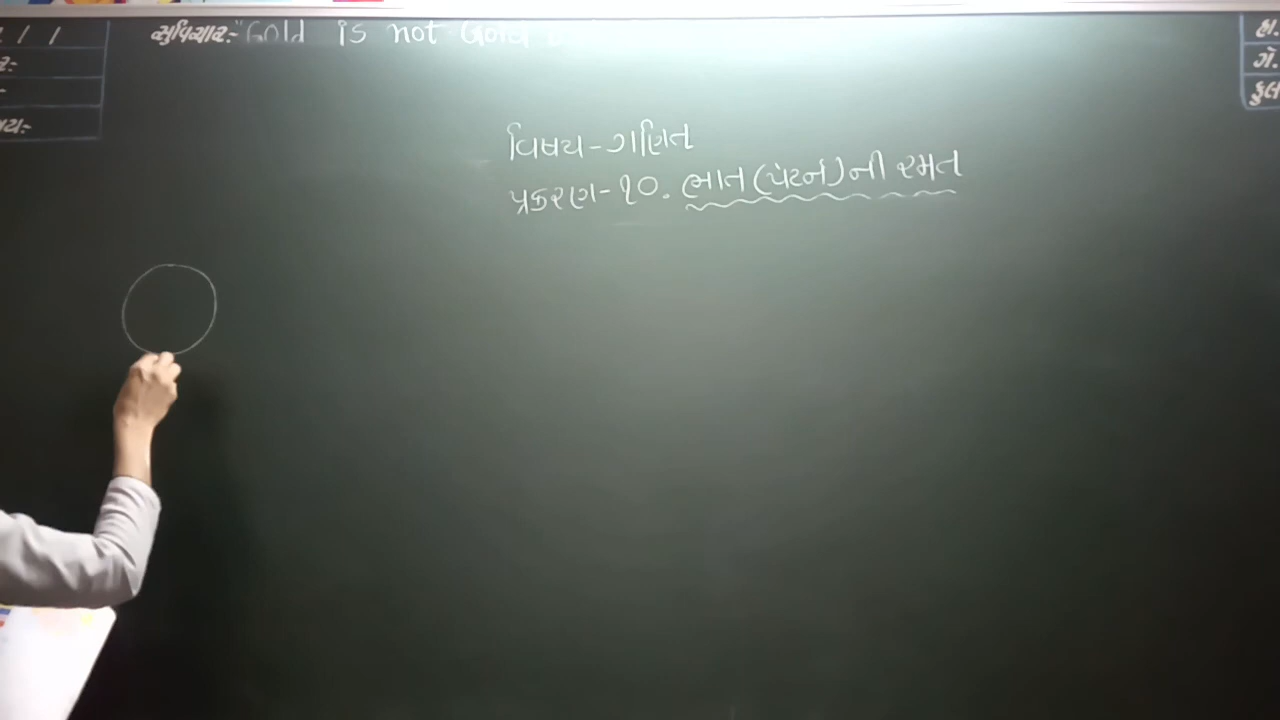 સુવિચાર:- "Gold is not
વિષય-ગણિત
પ્રકરણ-૧૦. ભાત (પેટર્ન)ની રમત
હા.
ગે.
કુલ